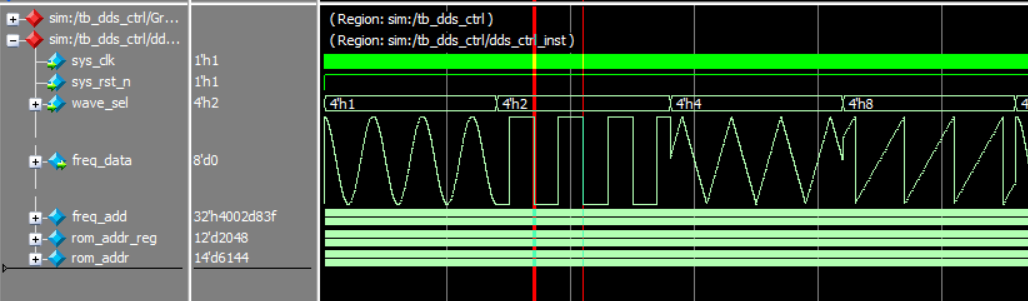 sim:/tb_dds_ctrl/Gr... ( Region: sim:/tb_dds_ctrl )
sim:/tb_dds_ctrl/dd... ( Region: sim:/tb_dds_ctrl/dds_ctrl_inst )
sys_clk 1'h1
sys_rst_n 1'h1
wave_sel 4'h2 4'h1 4'h2 4'h4 4'h8 4
freq_data 8'd0
freq_add 32'h4002d83f
rom_addr_reg 12'd2048
rom_addr 14'd6144